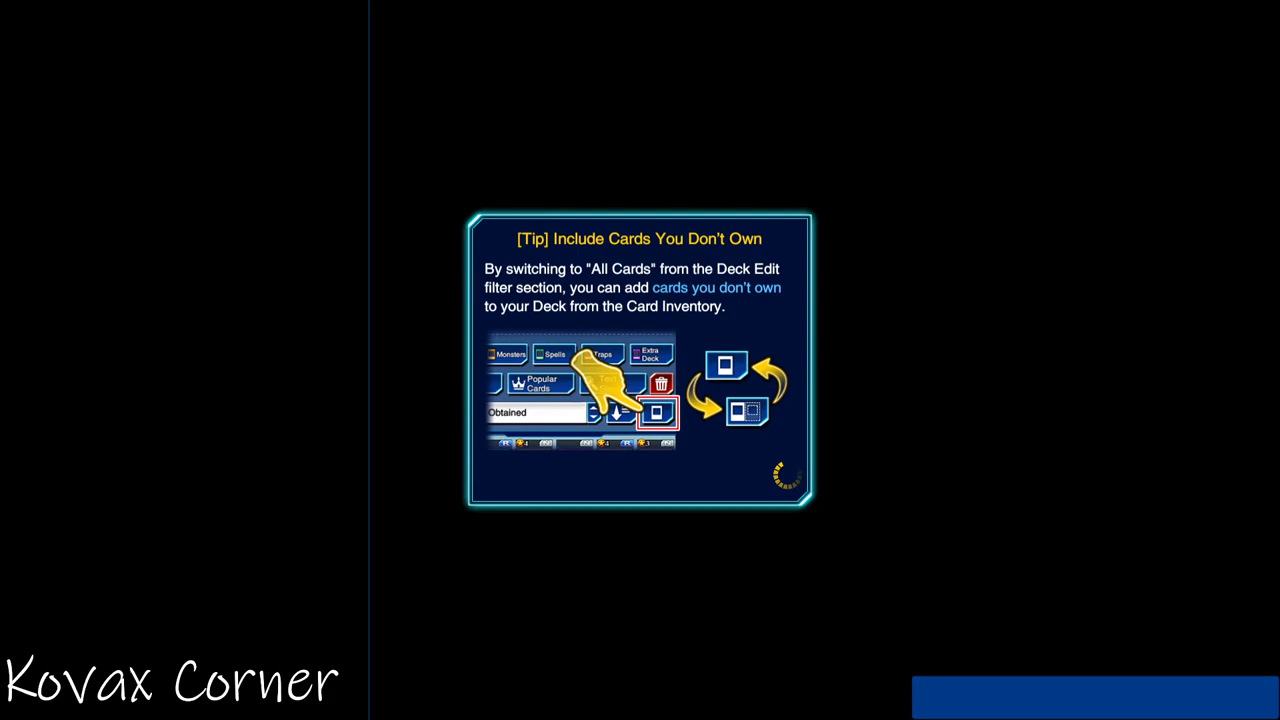 [Tip] Include Cards You Don't Own
By switching to "All Cards" from the Deck Edit
filter section, you can add cards you don't own
to your Deck from the Card Inventory.
Monsters Spells Traps Extra Deck
Popular Cards Text
Obtained
Kovax Corner